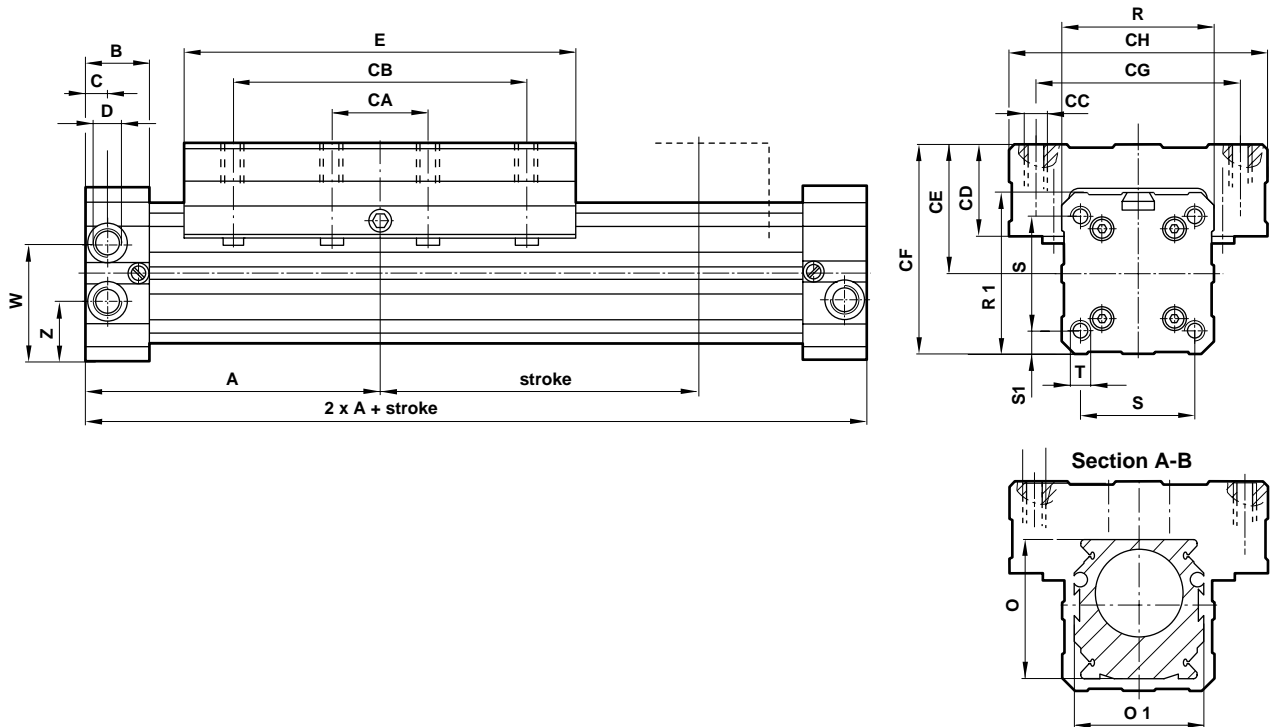 E
B
CB
C
CA
D
W
Z
A
stroke
2 x A + stroke
R
CH
CG
CC
CE
CD
CF
S
R 1
T
S1
S
Section A-B
O
O 1